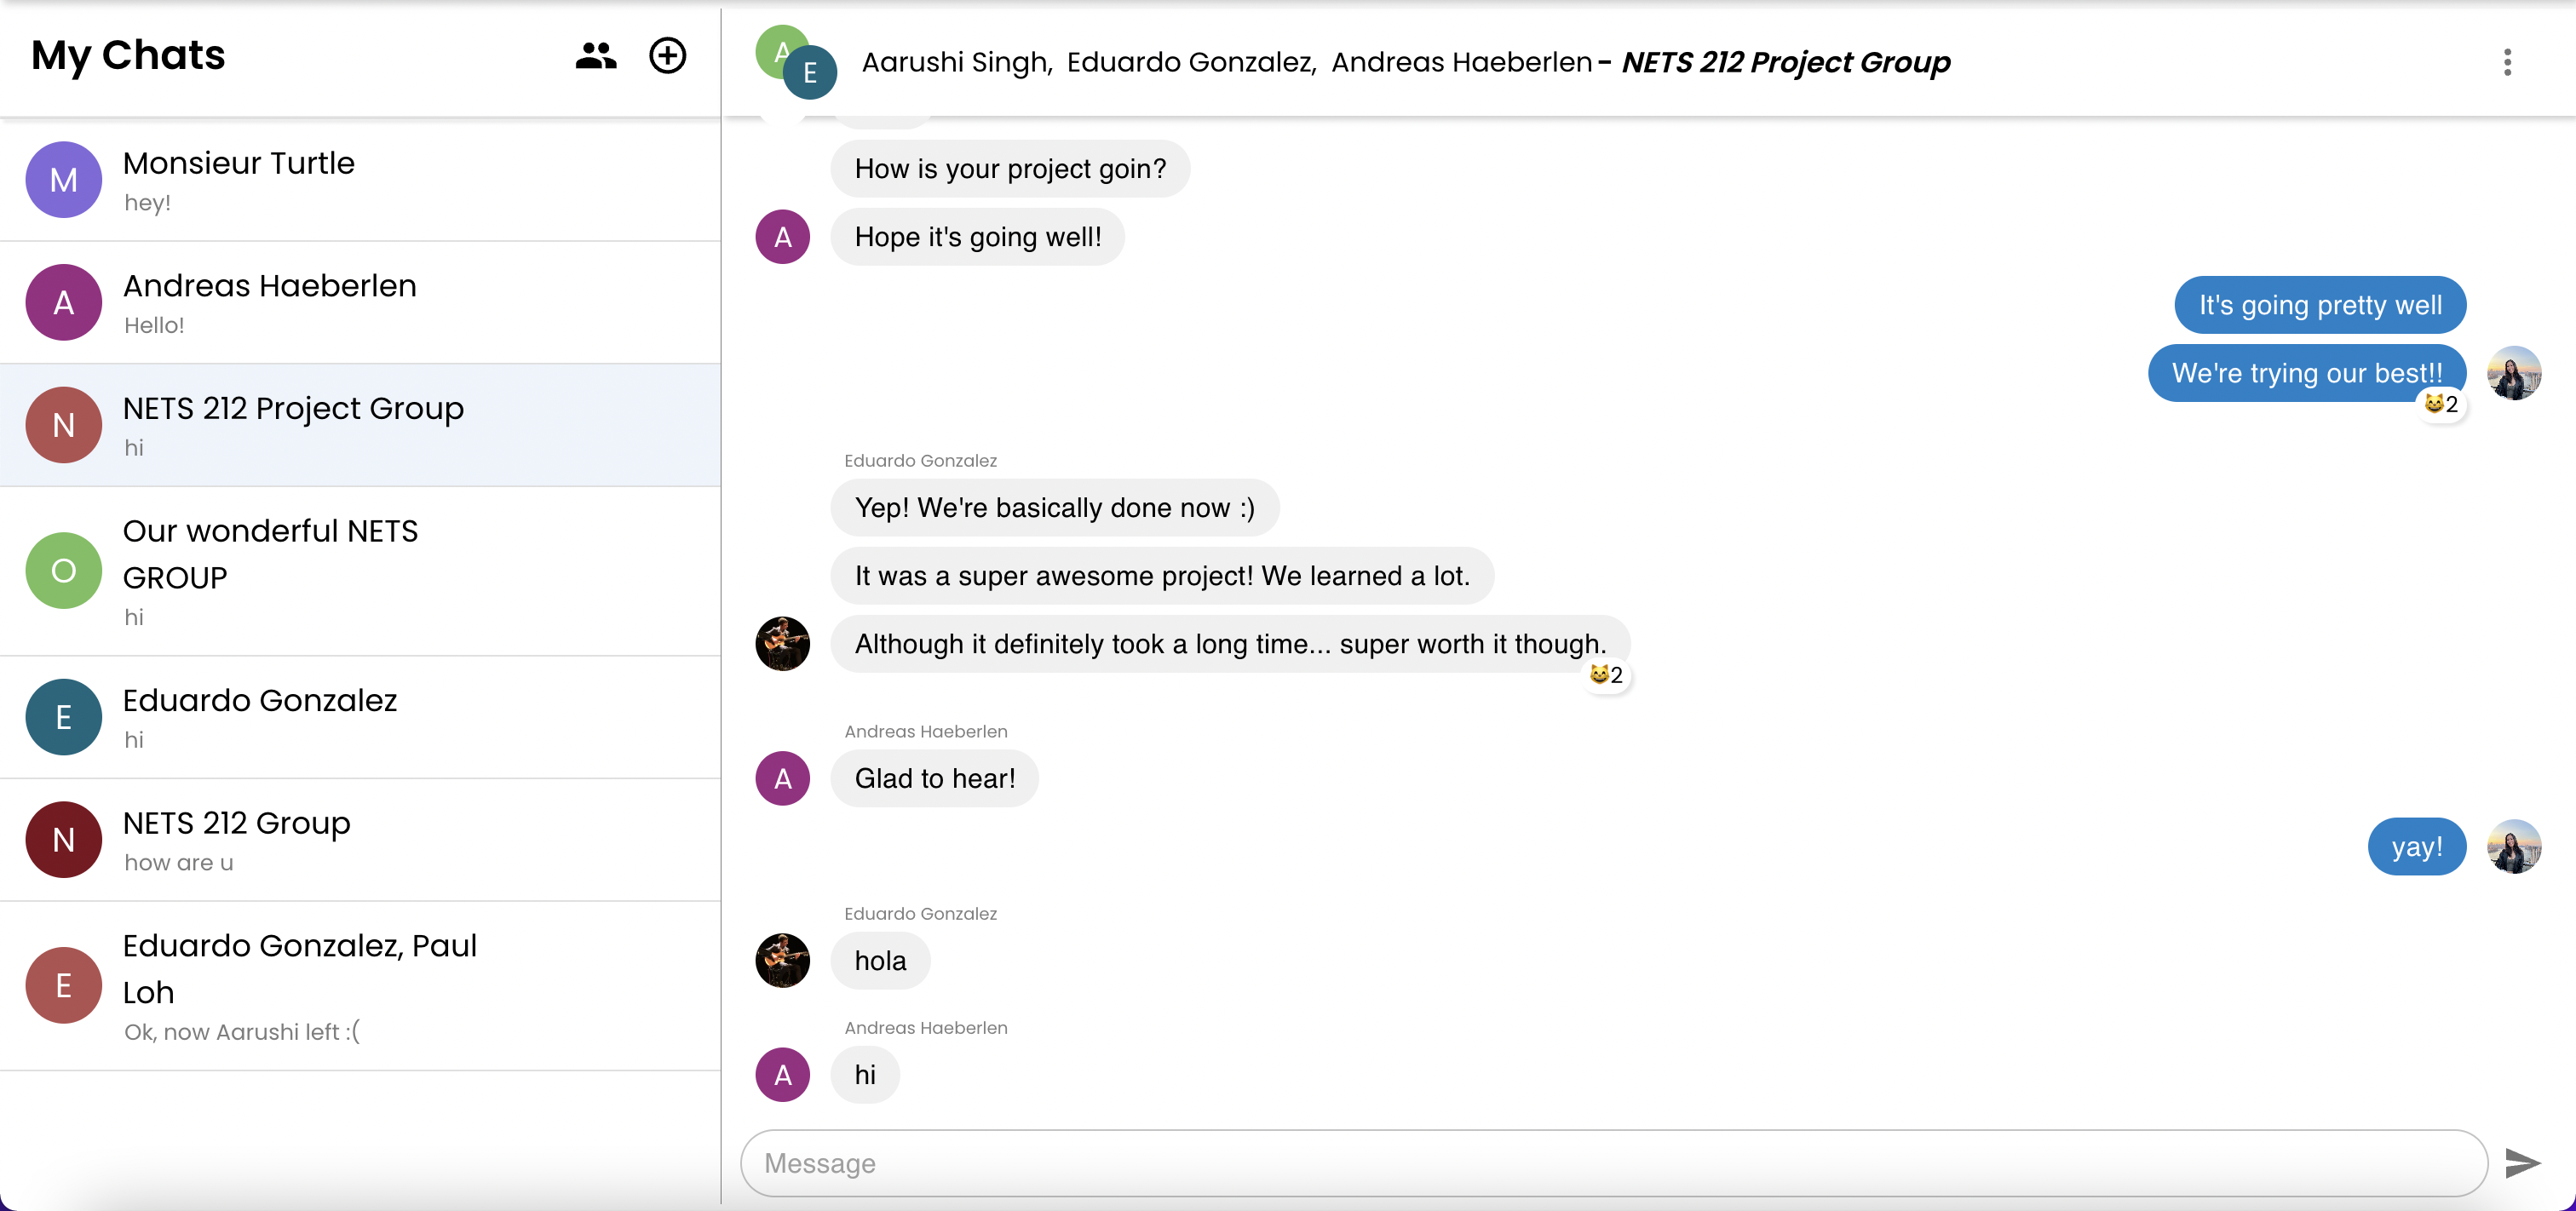 My Chats
M
Monsieur Turtle
hey!
A
Andreas Haeberlen
Hello!
N
NETS 212 Project Group
hi
O
Our wonderful NETS
GROUP
hi
E
Eduardo Gonzalez
hi
N
NETS 212 Group
how are u
E
Eduardo Gonzalez, Paul
Loh
Ok, now Aarushi left :(
A
E
Aarushi Singh, Eduardo Gonzalez, Andreas Haeberlen - NETS 212 Project Group
How is your project goin?
A
Hope it's going well!
It's going pretty well
We're trying our best!!
😺2
Eduardo Gonzalez
Yep! We're basically done now :)
It was a super awesome project! We learned a lot.
Although it definitely took a long time... super worth it though.
😺2
Andreas Haeberlen
A
Glad to hear!
yay!
Eduardo Gonzalez
hola
Andreas Haeberlen
A
hi
Message